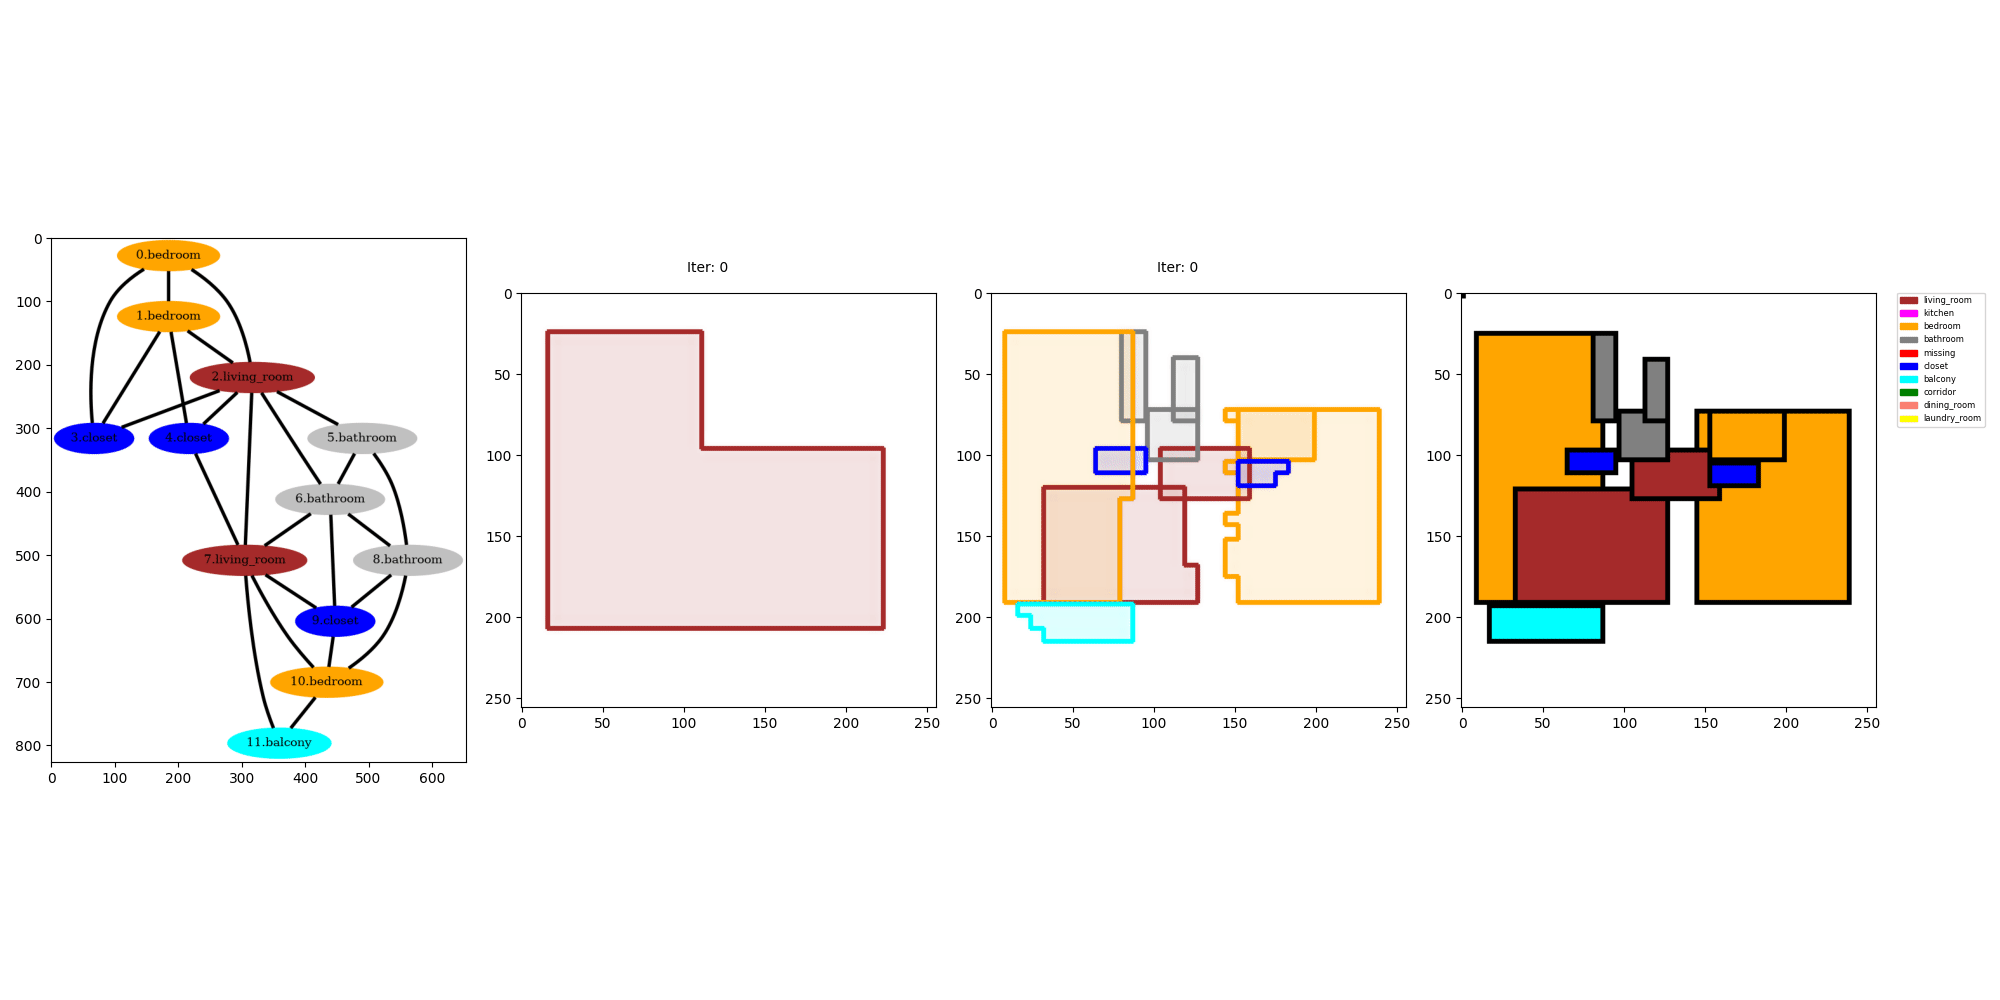 0.bedroom
1.bedroom
2.living_room
3.closet
4.closet
5.bathroom
6.bathroom
7.living_room
8.bathroom
9.closet
10.bedroom
11.balcony
0
100
200
300
400
500
600
700
800
0 100 200 300 400 500 600
Iter: 0
0
50
100
150
200
250
0 50 100 150 200 250
Iter: 0
0
50
100
150
200
250
0 50 100 150 200 250
0
50
100
150
200
250
0 50 100 150 200 250
living_room
kitchen
bedroom
bathroom
missing
closet
balcony
corridor
dining_room
laundry_room